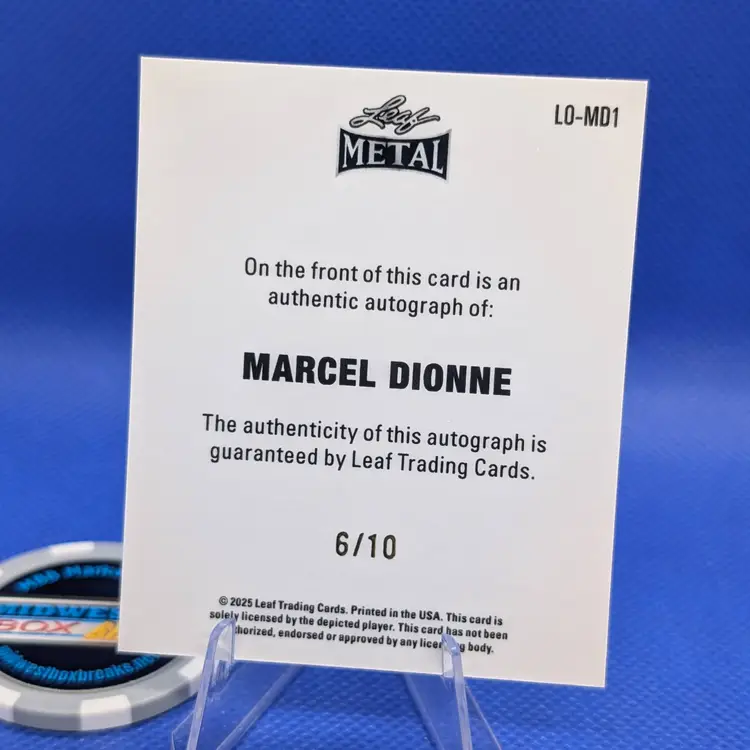 Leaf
METAL
LO-MD1
On the front of this card is an
authentic autograph of:
MARCEL DIONNE
The authenticity of this autograph is
guaranteed by Leaf Trading Cards.
6/10
© 2025 Leaf Trading Cards. Printed in the USA. This card is
solely licensed by the depicted player. This card has not been
endorsed or approved by any body.
MIDWES
BOX